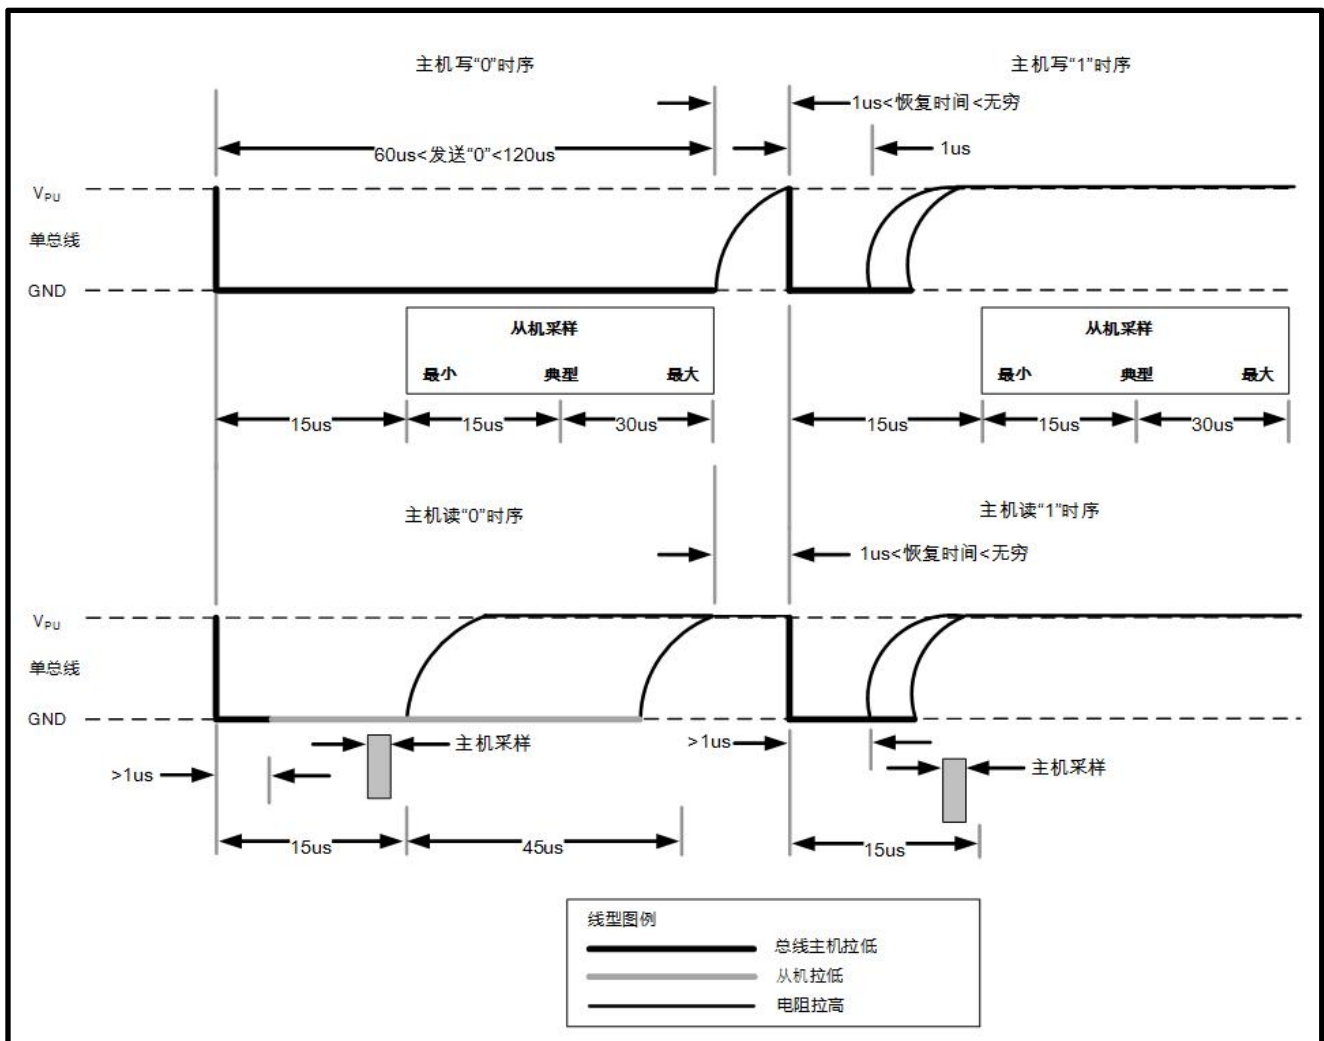 主机写“0”时序
主机写“1”时序
1us<恢复时间<无穷
60us<发送“0”<120us
1us
VPU
单总线
GND
从机采样
最小 典型 最大
从机采样
最小 典型 最大
15us 15us 30us
15us 15us 30us
主机读“0”时序
主机读“1”时序
1us<恢复时间<无穷
VPU
单总线
GND
>1us
主机采样
>1us
主机采样
15us 45us
15us
线型图例
总线主机拉低
从机拉低
电阻拉高